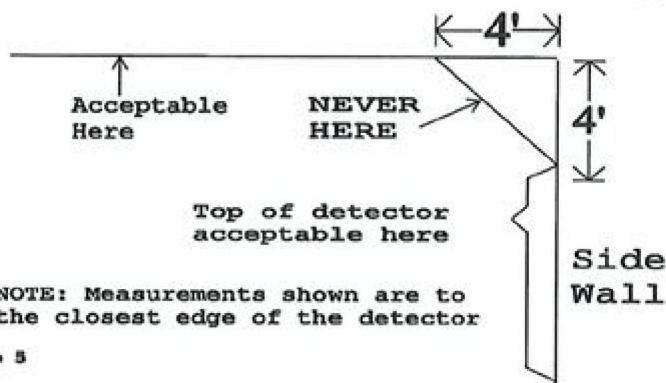 4'
Acceptable
Here
NEVER
HERE
4'
Top of detector
acceptable here
Side
Wall
NOTE: Measurements shown are to
the closest edge of the detector
5